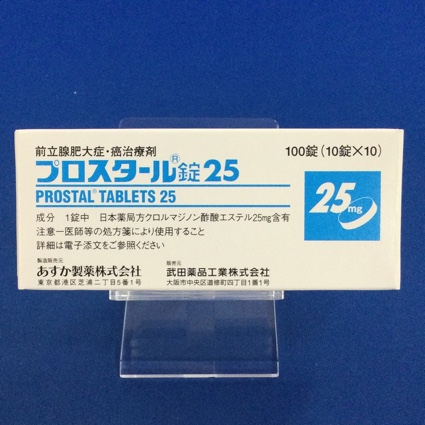 前立腺肥大症・癌治療剤
100錠(10錠×10)
プロスタール®錠25
PROSTAL® TABLETS 25
25mg
成分 1錠中 日本薬局方クロルマジノン酢酸エステル25mg含有
注意－医師等の処方箋により使用すること
詳細は電子添文をご参照ください
製造販売元
あすか製薬株式会社
東京都港区芝浦二丁目5番1号
販売元
武田薬品工業株式会社
大阪市中央区道修町四丁目1番1号